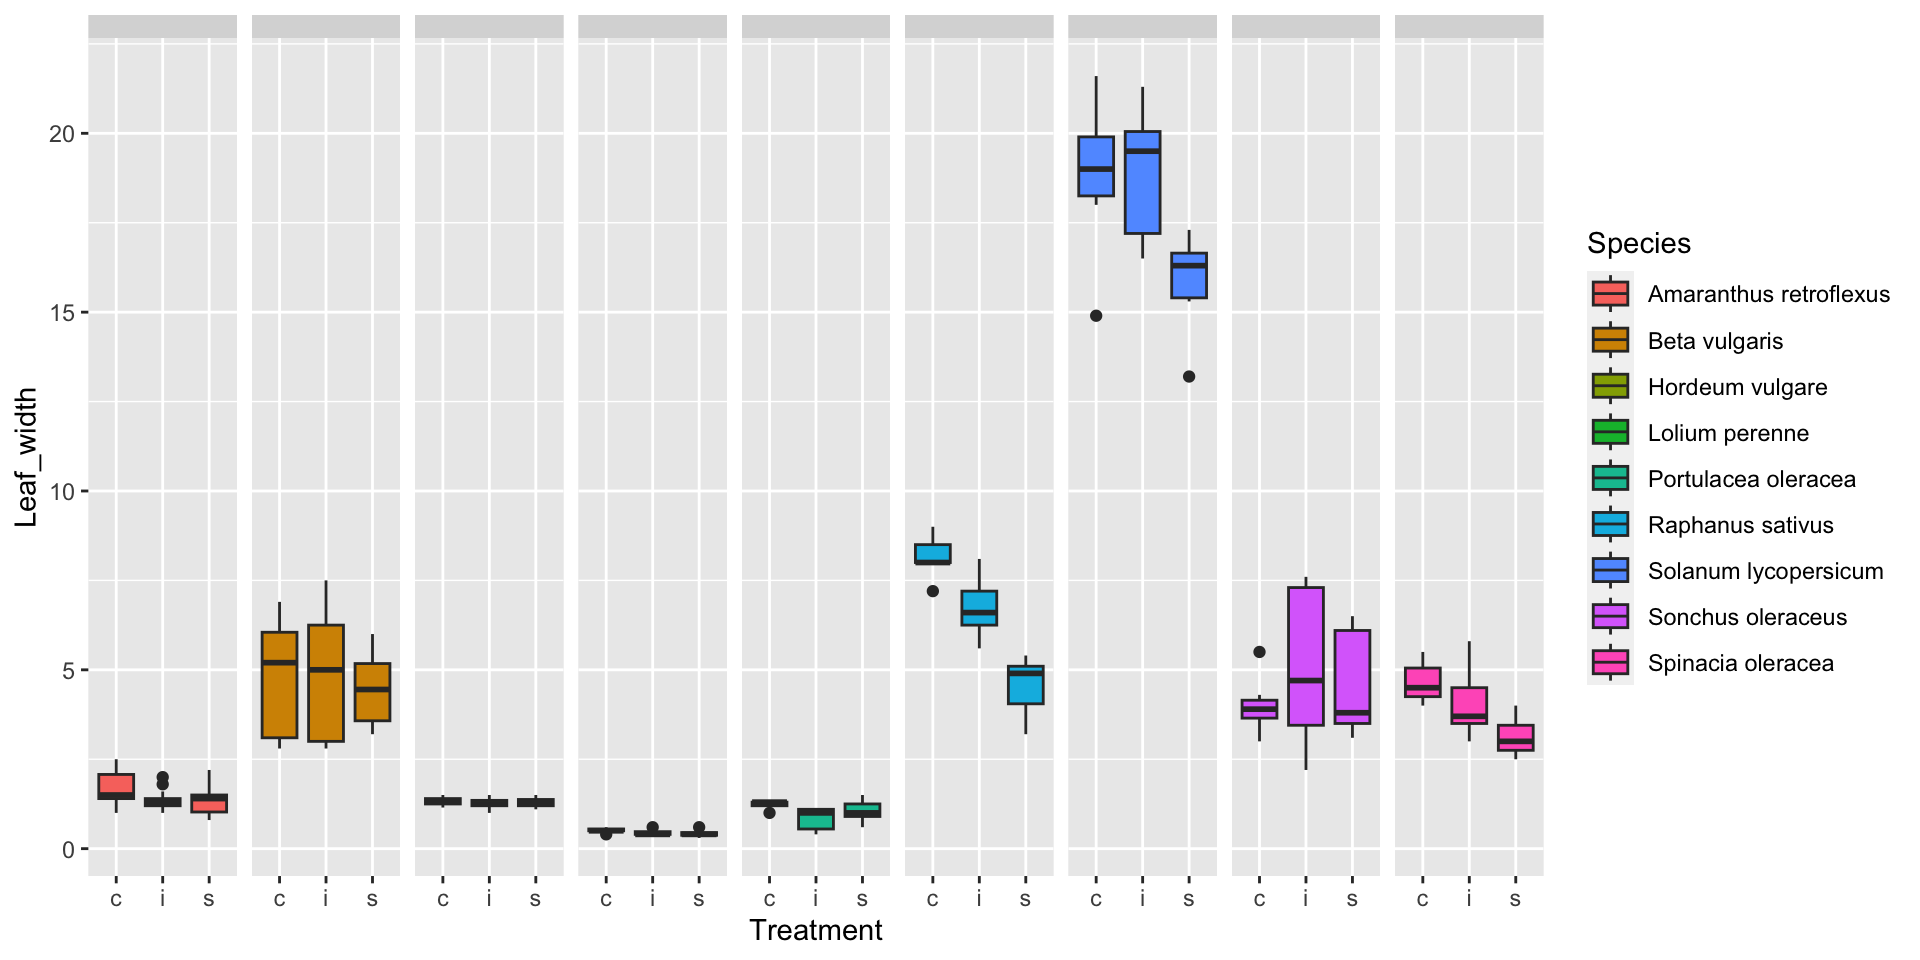 20
15
10
5
0
Leaf_width
c i s c i s c i s c i s c i s c i s c i s c i s c i s
Treatment
Species
Amaranthus retroflexus
Beta vulgaris
Hordeum vulgare
Lolium perenne
Portulacea oleracea
Raphanus sativus
Solanum lycopersicum
Sonchus oleraceus
Spinacia oleracea